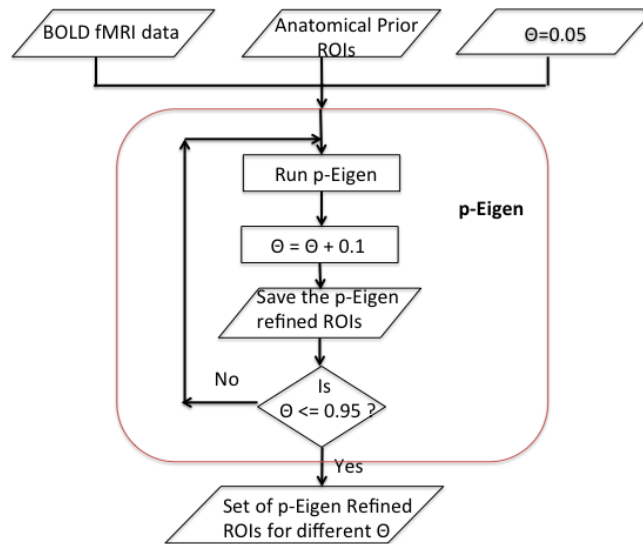 BOLD fMRI data
Anatomical Prior
ROIs
Θ=0.05
Run p-Eigen
p-Eigen
Θ = Θ + 0.1
Save the p-Eigen
refined ROIs
No
Is
Θ <= 0.95 ?
Yes
Set of p-Eigen Refined
ROIs for different Θ